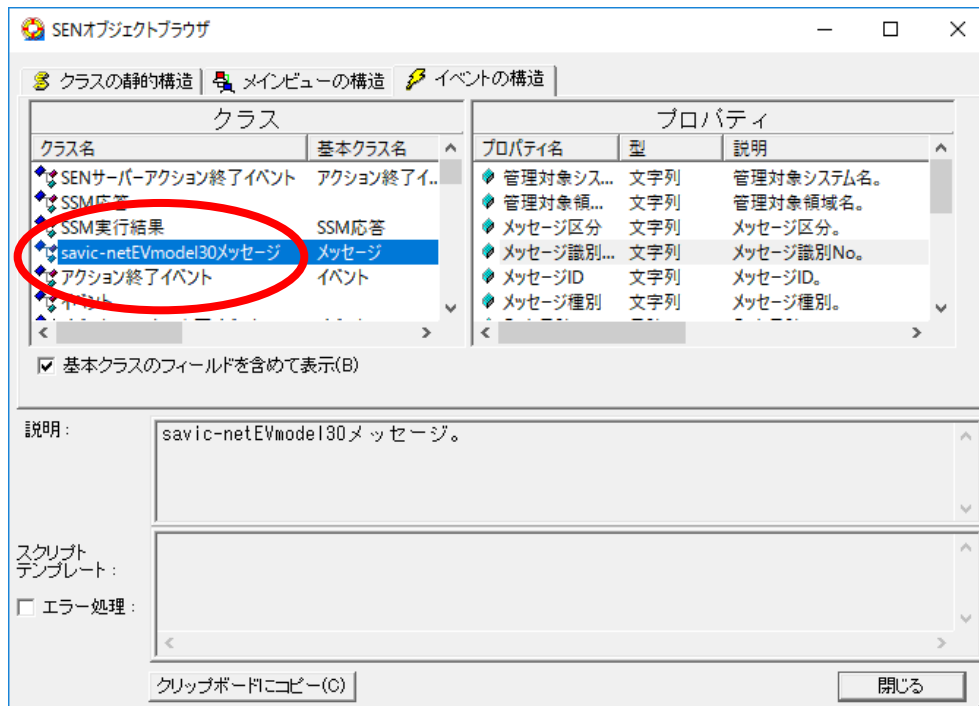 SENオブジェクトブラウザ
クラスの静的構造 メインビューの構造 イベントの構造
クラス プロパティ
クラス名 基本クラス名 プロパティ名 型 説明
SENサーバーアクション終了イベント アクション終了イ... 管理対象シス... 文字列 管理対象システム名。
SSM応答 管理対象領... 文字列 管理対象領域名。
SSM実行結果 SSM応答 メッセージ区分 文字列 メッセージ区分。
savic-netEVmodel30メッセージ メッセージ メッセージ識別... 文字列 メッセージ識別No。
アクション終了イベント イベント メッセージID 文字列 メッセージID。
イベント メッセージ種別 文字列 メッセージ種別。
基本クラスのフィールドを含めて表示(B)
説明: savic-netEVmodel30メッセージ。
スクリプト
テンプレート:
エラー処理:
クリップボードにコピー(C) 閉じる